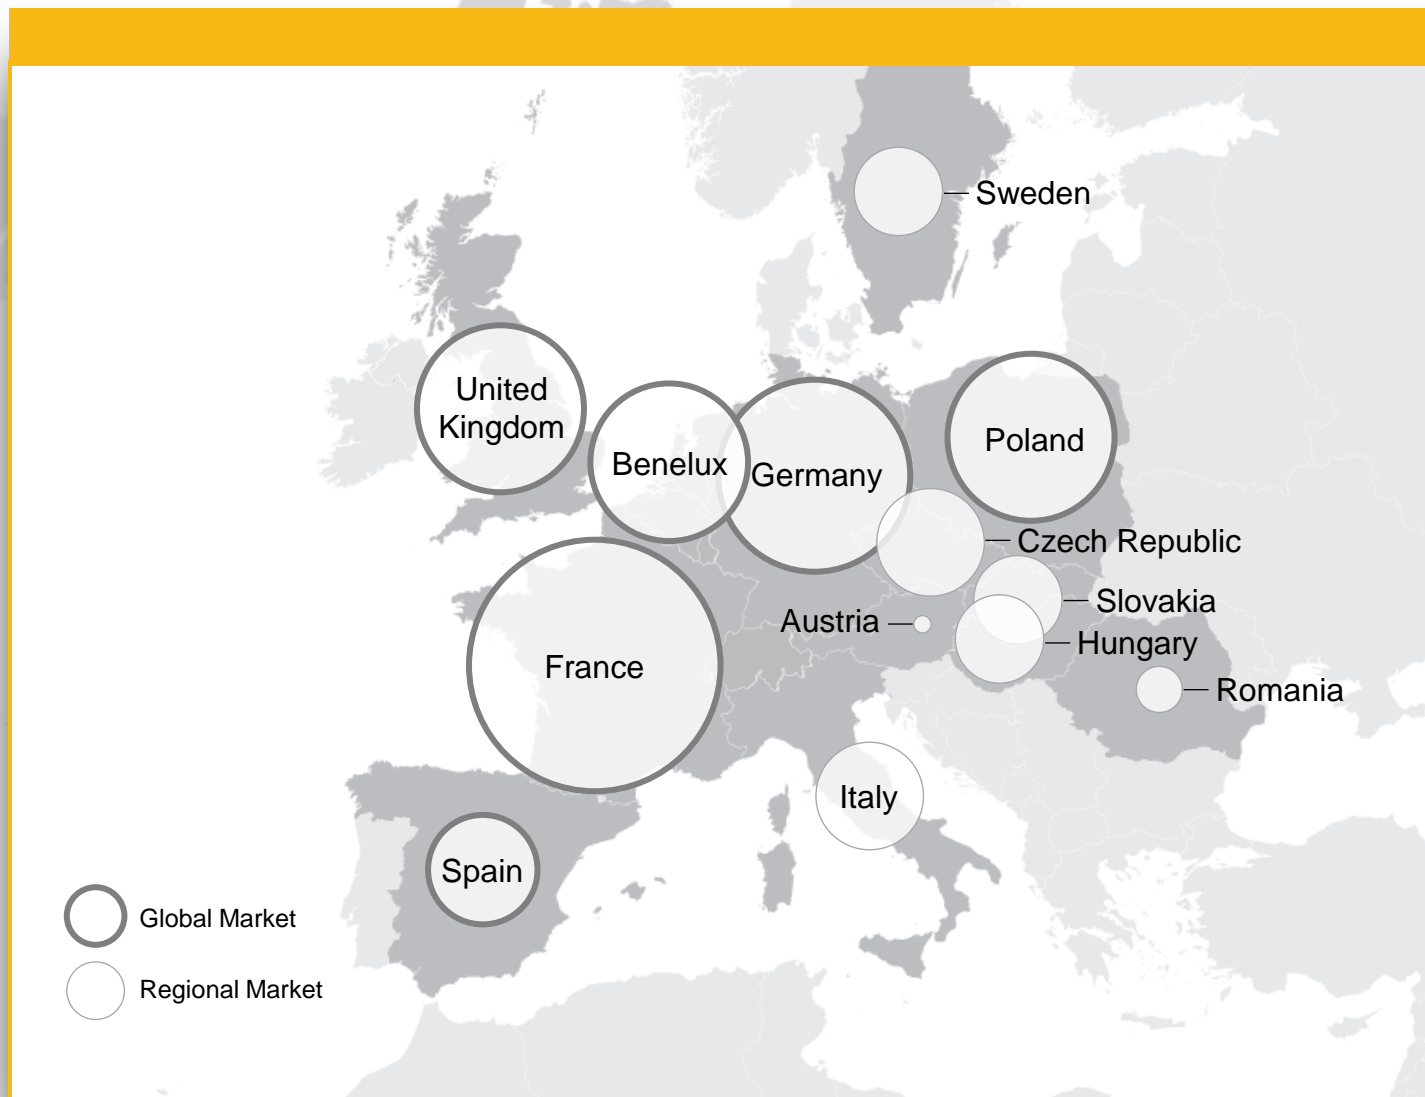 Sweden
United
Kingdom
Benelux
Germany
Poland
Czech Republic
Slovakia
Austria
Hungary
France
Romania
Italy
Spain
Global Market
Regional Market